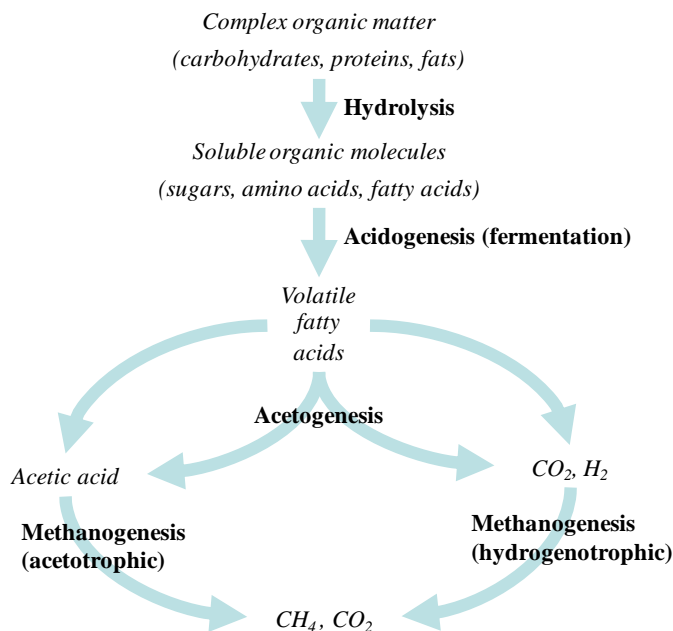 Complex organic matter
(carbohydrates, proteins, fats)
Hydrolysis
Soluble organic molecules
(sugars, amino acids, fatty acids)
Acidogenesis (fermentation)
Volatile
fatty
acids
Acetogenesis
Acetic acid
CO₂, H₂
Methanogenesis
(acetotrophic)
Methanogenesis
(hydrogenotrophic)
CH₄ , CO₂